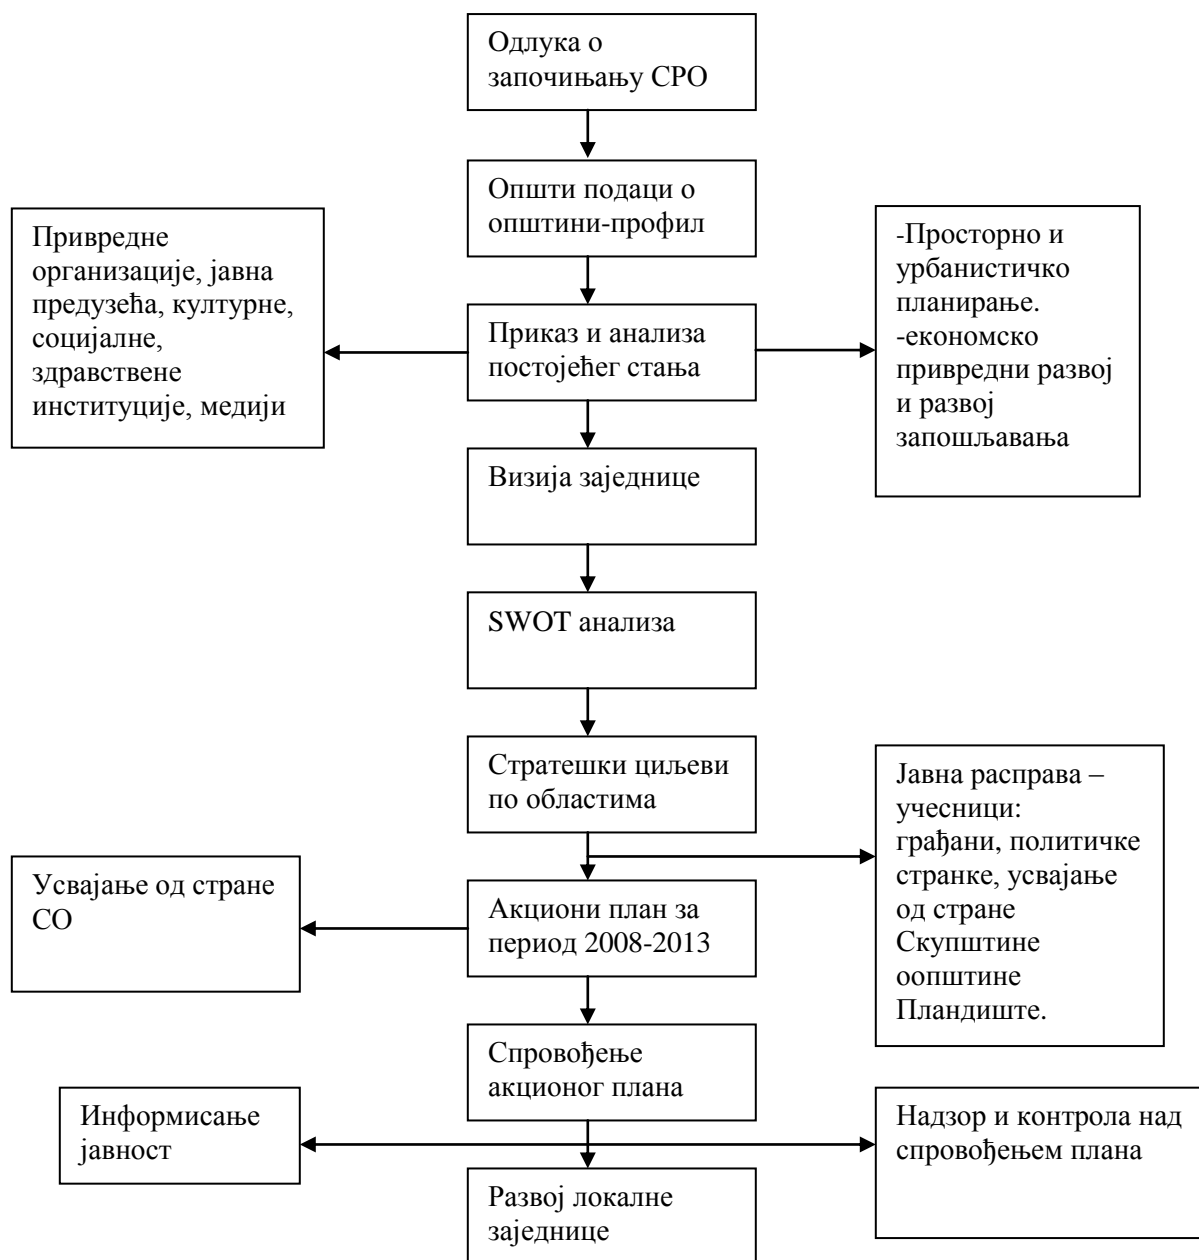 Одлука о
започињању СРО
Општи подаци о
општини-профил
Привредне
организације, јавна
предузећа, културне,
социјалне,
здравствене
институције, медији
Приказ и анализа
постојећег стања
-Просторно и
урбанистичко
планирање.
-економско
привредни развој
и развој
запошљавања
Визија заједнице
SWOT анализа
Стратешки циљеви
по областима
Јавна расправа –
учесници:
грађани, политичке
странке, усвајање
од стране
Скупштине
оопштине
Пландиште.
Усвајање од стране
СО
Акциони план за
период 2008-2013
Спровођење
акционог плана
Информисање
јавност
Надзор и контрола над
спровођењем плана
Развој локалне
заједнице